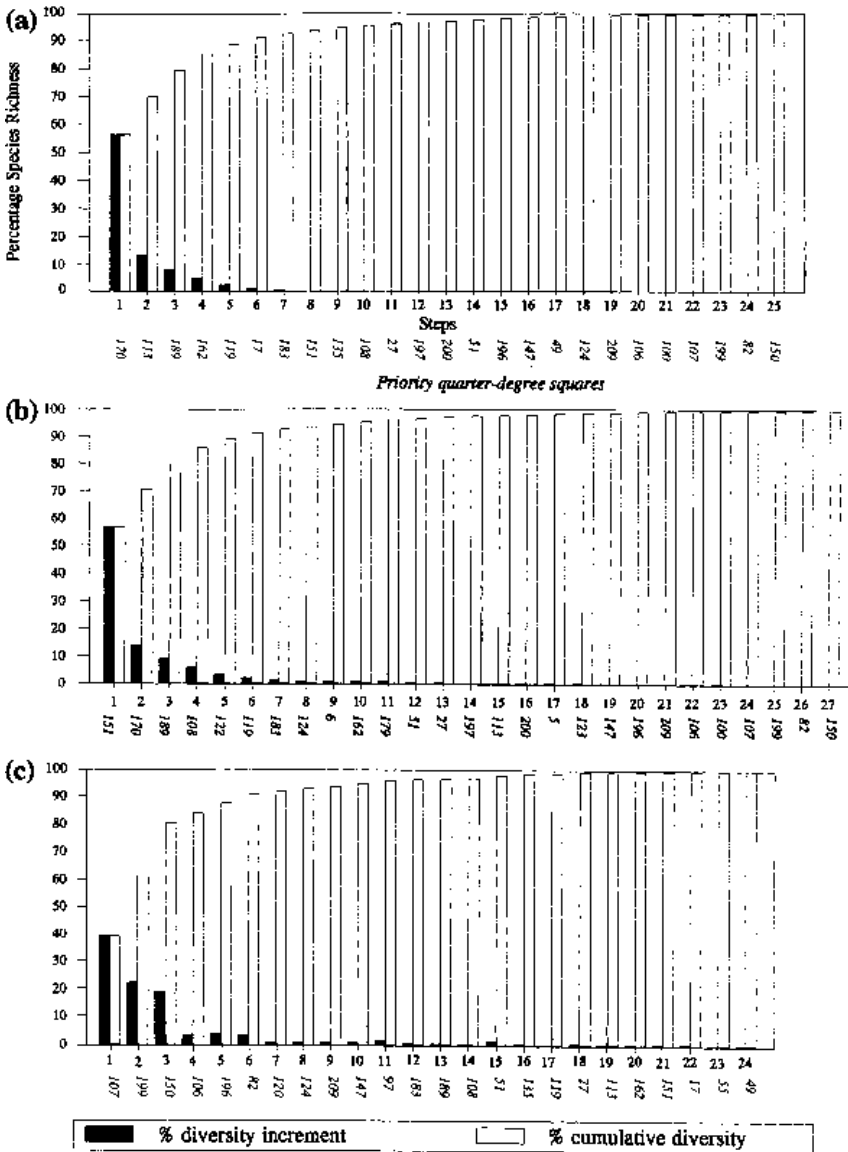 (a)
Percentage Species Richness
100
90
80
70
60
50
40
30
20
10
0
1 2 3 4 5 6 7 8 9 10 11 12 13 14 15 16 17 18 19 20 21 22 23 24 25
Steps
120 113 189 162 119 17 183 151 135 108 27 197 200 51 196 147 49 124 209 106 100 107 199 82 150
Priority quarter-degree squares
(b)
100
90
80
70
60
50
40
30
20
10
0
1 2 3 4 5 6 7 8 9 10 11 12 13 14 15 16 17 18 19 20 21 22 23 24 25 26 27
151 120 189 108 122 119 183 124 6 162 179 51 27 197 113 200 5 123 147 196 209 106 100 107 199 82 150
(c)
100
90
80
70
60
50
40
30
20
10
0
1 2 3 4 5 6 7 8 9 10 11 12 13 14 15 16 17 18 19 20 21 22 23 24
107 199 150 106 196 82 120 124 209 147 97 183 189 108 51 135 119 27 113 162 151 17 55 49
% diversity increment
% cumulative diversity